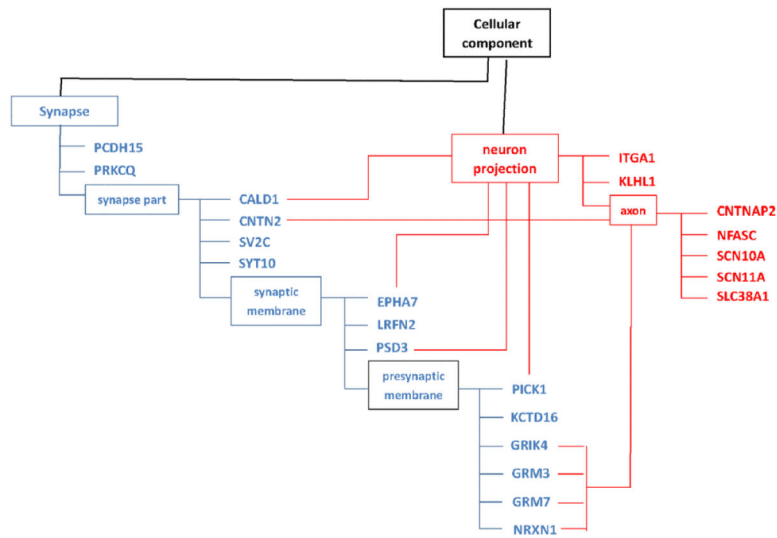 Cellular
component
Synapse
PCDH15
PRKCQ
synapse part
CALD1
CNTN2
SV2C
SYT10
synaptic
membrane
EPHA7
LRFN2
PSD3
presynaptic
membrane
PICK1
KCTD16
GRIK4
GRM3
GRM7
NRXN1
neuron
projection
ITGA1
KLHL1
axon
CNTNAP2
NFASC
SCN10A
SCN11A
SLC38A1